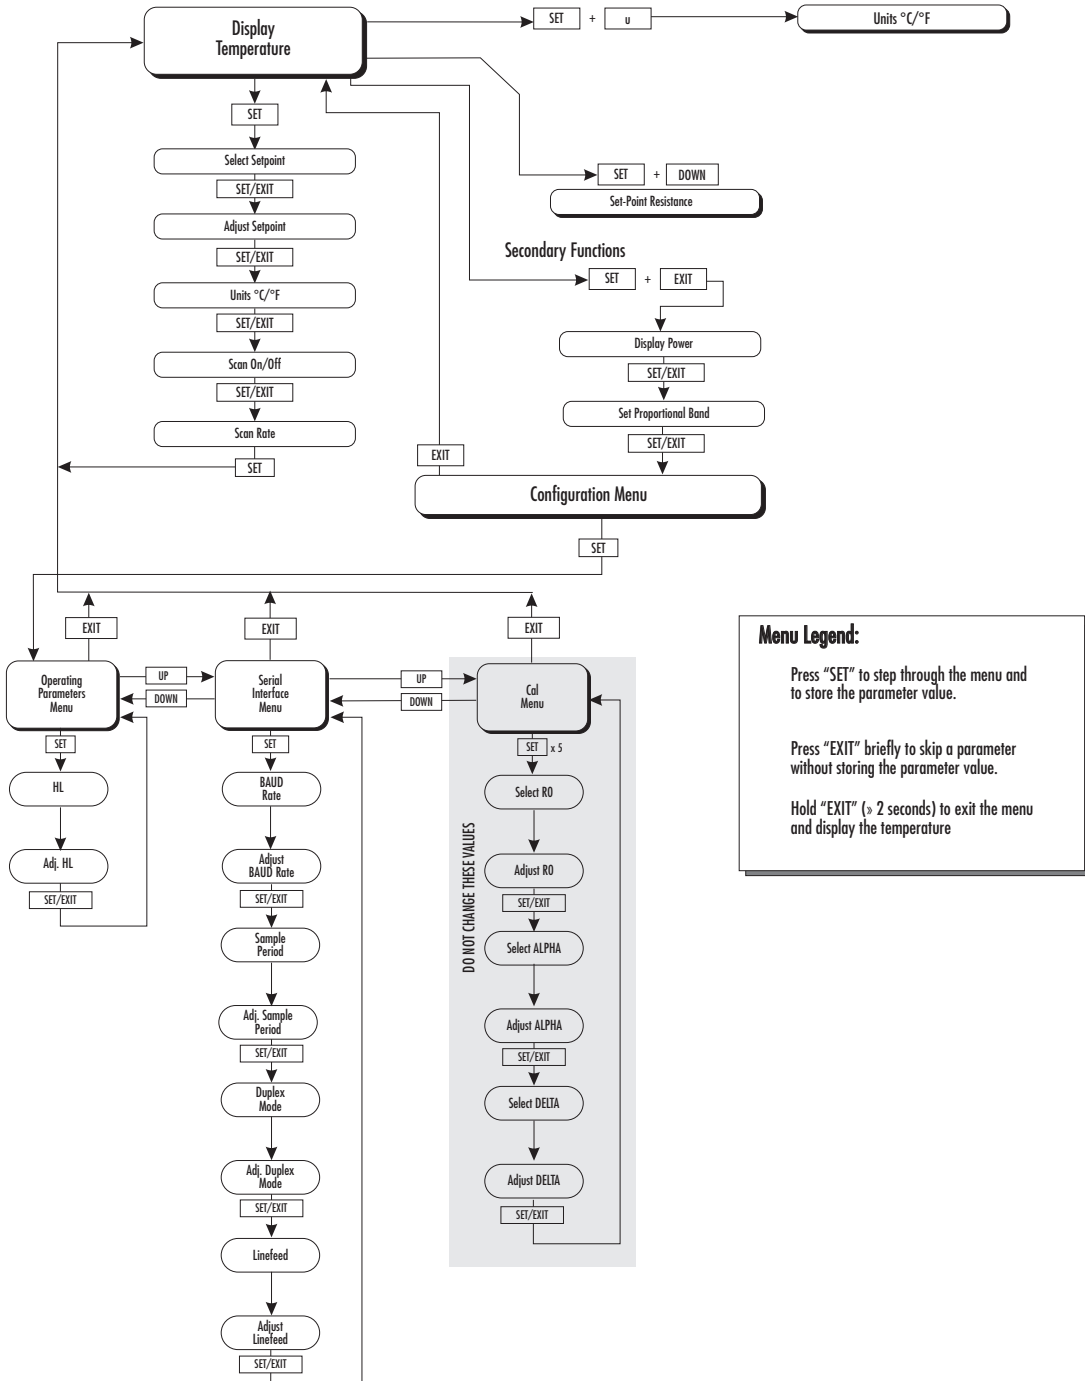 Display
Temperature
SET + u
Units °C/°F
SET
Select Setpoint
SET/EXIT
Adjust Setpoint
SET/EXIT
Units °C/°F
SET/EXIT
Scan On/Off
SET/EXIT
Scan Rate
SET
SET + DOWN
Set-Point Resistance
Secondary Functions
SET + EXIT
Display Power
SET/EXIT
Set Proportional Band
SET/EXIT
EXIT
Configuration Menu
SET
EXIT
EXIT
EXIT
Operating
Parameters
Menu
UP
DOWN
Serial
Interface
Menu
UP
DOWN
Cal
Menu
SET
HL
Adj. HL
SET/EXIT
SET
BAUD
Rate
Adjust
BAUD Rate
SET/EXIT
Sample
Period
Adj. Sample
Period
SET/EXIT
Duplex
Mode
Adj. Duplex
Mode
SET/EXIT
Linefeed
Adjust
Linefeed
SET/EXIT
DO NOT CHANGE THESE VALUES
SET x 5
Select R0
Adjust R0
SET/EXIT
Select ALPHA
Adjust ALPHA
SET/EXIT
Select DELTA
Adjust DELTA
SET/EXIT
Menu Legend:
Press “SET” to step through the menu and
to store the parameter value.
Press “EXIT” briefly to skip a parameter
without storing the parameter value.
Hold “EXIT” (» 2 seconds) to exit the menu
and display the temperature